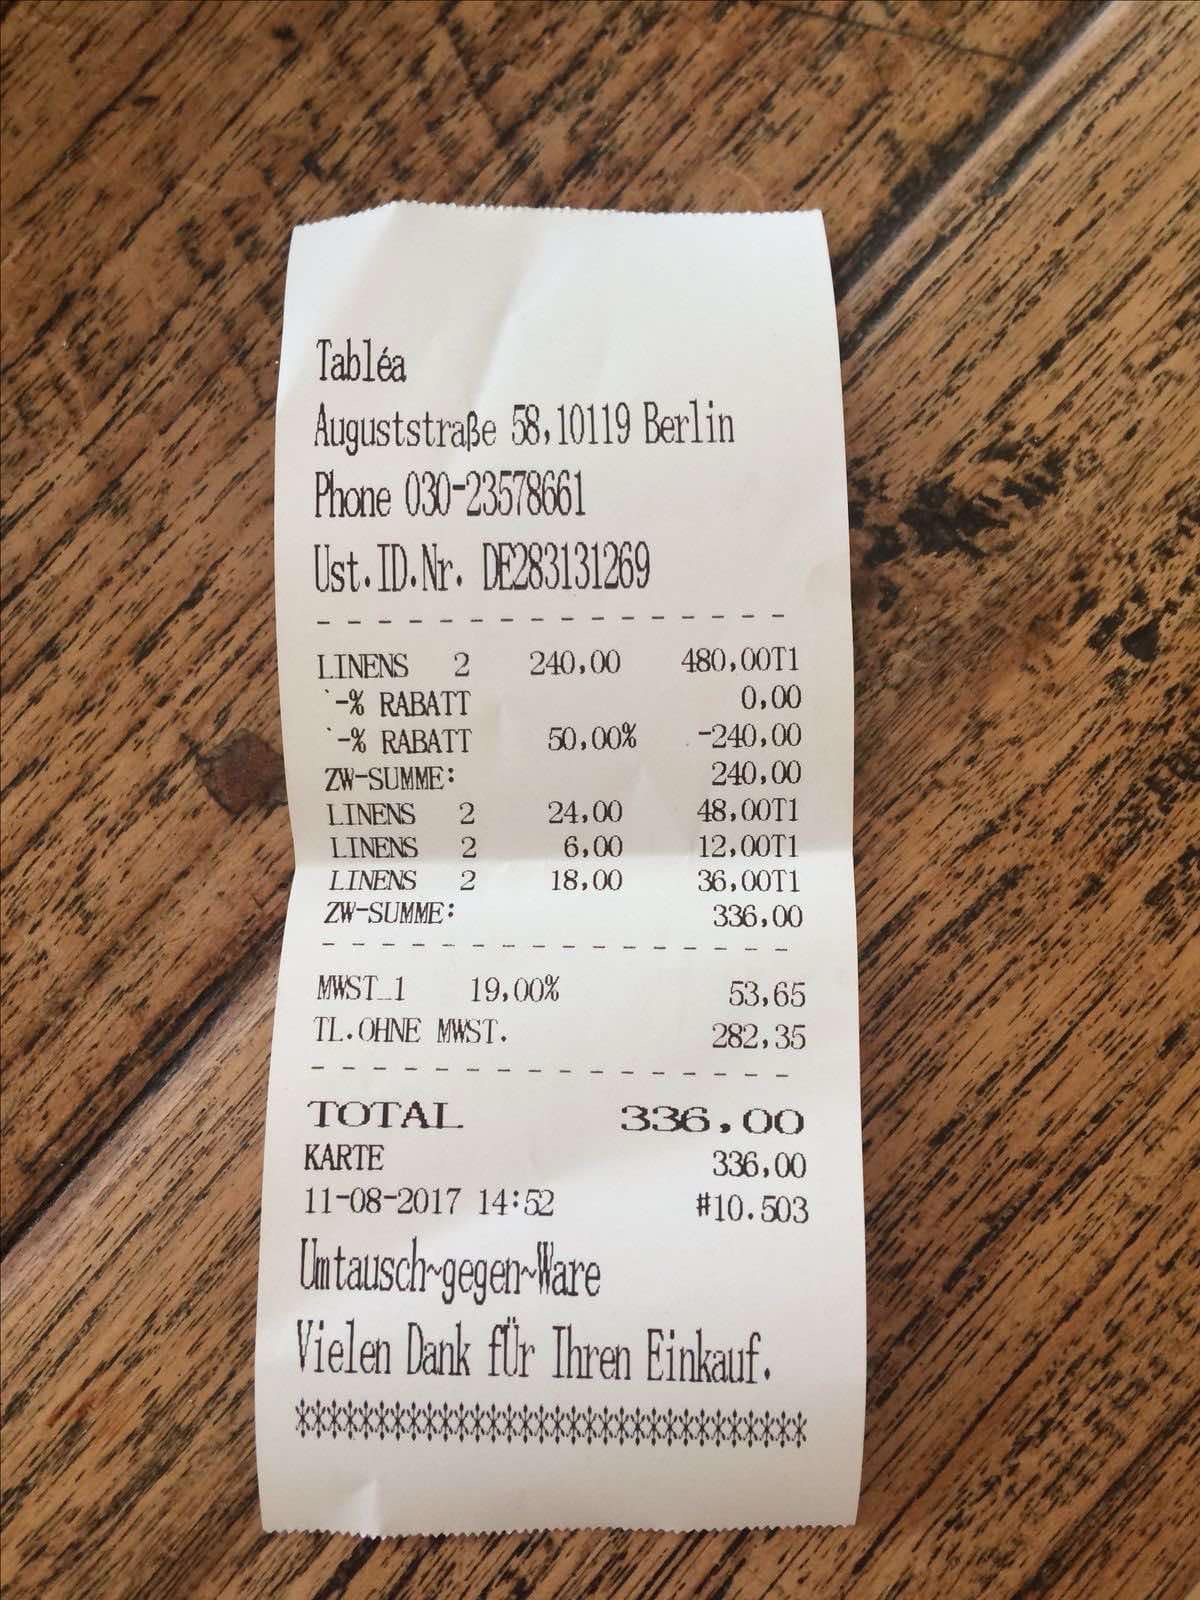 Tabléa
Auguststraße 58,10119 Berlin
Phone 030-23578661
Ust.ID.Nr. DE283131269
- - - - - - - - - - - - - - - -
LINENS 2 240,00 480,00T1
`-% RABATT 0,00
`-% RABATT 50,00% -240,00
ZW-SUMME: 240,00
LINENS 2 24,00 48,00T1
LINENS 2 6,00 12,00T1
LINENS 2 18,00 36,00T1
ZW-SUMME: 336,00
- - - - - - - - - - - - - - - -
MWST_1 19,00% 53,65
TL.OHNE MWST. 282,35
- - - - - - - - - - - - - - - -
TOTAL 336,00
KARTE 336,00
11-08-2017 14:52 #10.503
Umtausch~gegen~Ware
Vielen Dank fÜr Ihren Einkauf.
********************************